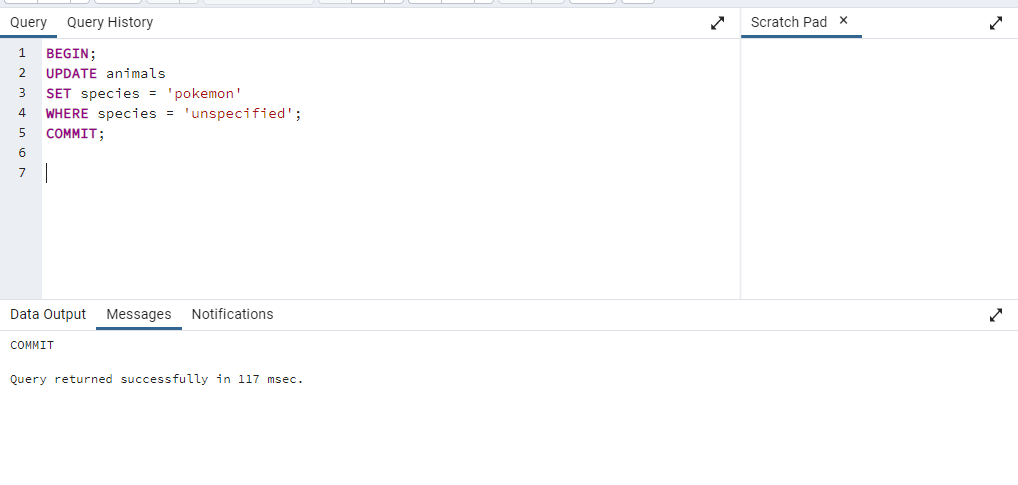 Query Query History Scratch Pad ×
1 BEGIN;
2 UPDATE animals
3 SET species = 'pokemon'
4 WHERE species = 'unspecified';
5 COMMIT;
6
7
Data Output Messages Notifications
COMMIT
Query returned successfully in 117 msec.